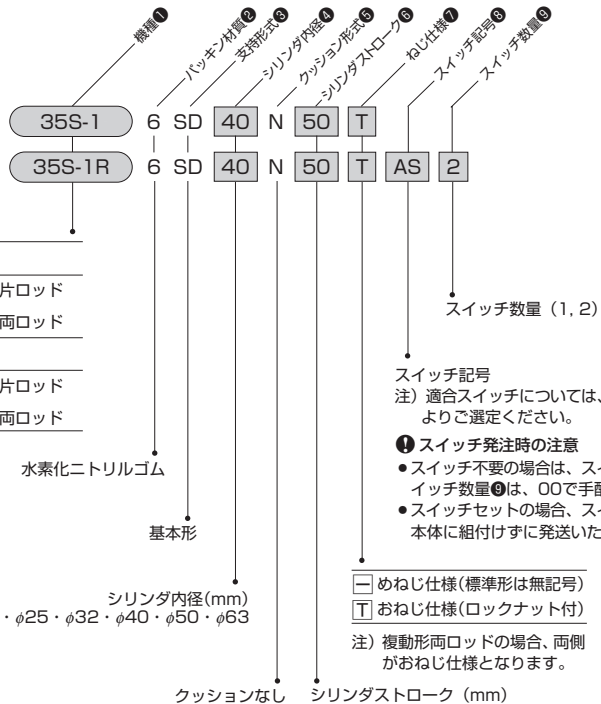 機種❶
パッキン材質❷
支持形式❸
シリンダ内径❹
クッション形式❺
シリンダストローク❻
ねじ仕様❼
スイッチ記号❽
スイッチ数量❾
35S-1 6 SD 40 N 50 T
35S-1R 6 SD 40 N 50 T AS 2
片ロッド
両ロッド
片ロッド
両ロッド
スイッチ数量（1, 2）
スイッチ記号
注）適合スイッチについては、
よりご選定ください。
スイッチ発注時の注意
●スイッチ不要の場合は、スイ
イッチ数量❾は、00で手配
●スイッチセットの場合、スイ
本体に組付けずに発送いた
水素化ニトリルゴム
基本形
シリンダ内径(mm)
・φ25・φ32・φ40・φ50・φ63
― めねじ仕様(標準形は無記号)
T おねじ仕様(ロックナット付)
注）複動形両ロッドの場合、両側
がおねじ仕様となります。
クッションなし
シリンダストローク（mm）